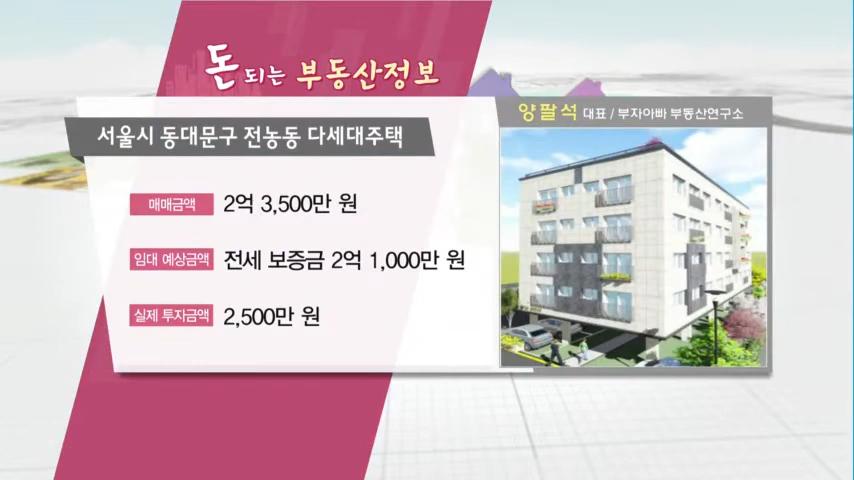 돈 되는 부동산정보
양팔석 대표 / 부자아빠 부동산연구소
서울시 동대문구 전농동 다세대주택
매매금액 2억 3,500만 원
임대 예상금액 전세 보증금 2억 1,000만 원
실제 투자금액 2,500만 원